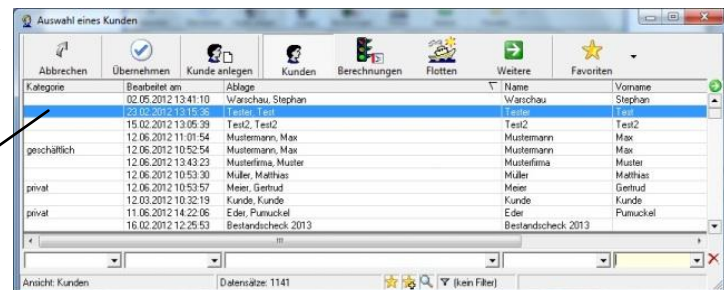 Auswahl eines Kunden
Abbrechen Übernehmen Kunde anlegen Kunden Berechnungen Flotten Weitere Favoriten
Kategorie Bearbeitet am Ablage Name Vorname
02.05.2012 13:41:10 Warschau, Stephan Warschau Stephan
23.02.2012 13:15:36 Tester, Test Tester Test
15.02.2012 13:05:39 Test2, Test2 Test2 Test2
12.06.2012 11:01:54 Mustermann, Max Mustermann Max
geschäftlich 12.06.2012 10:52:54 Mustermann, Max Mustermann Max
12.06.2012 13:43:23 Musterfirma, Muster Musterfirma Muster
12.06.2012 10:53:30 Müller, Matthias Müller Matthias
privat 12.06.2012 10:53:57 Meier, Gertrud Meier Gertrud
12.03.2012 10:32:19 Kunde, Kunde Kunde Kunde
privat 11.06.2012 14:22:06 Eder, Pumuckel Eder Pumuckel
16.02.2012 12:25:53 Bestandscheck 2013 Bestandscheck 2013
Ansicht: Kunden Datensätze: 1141 (kein Filter)